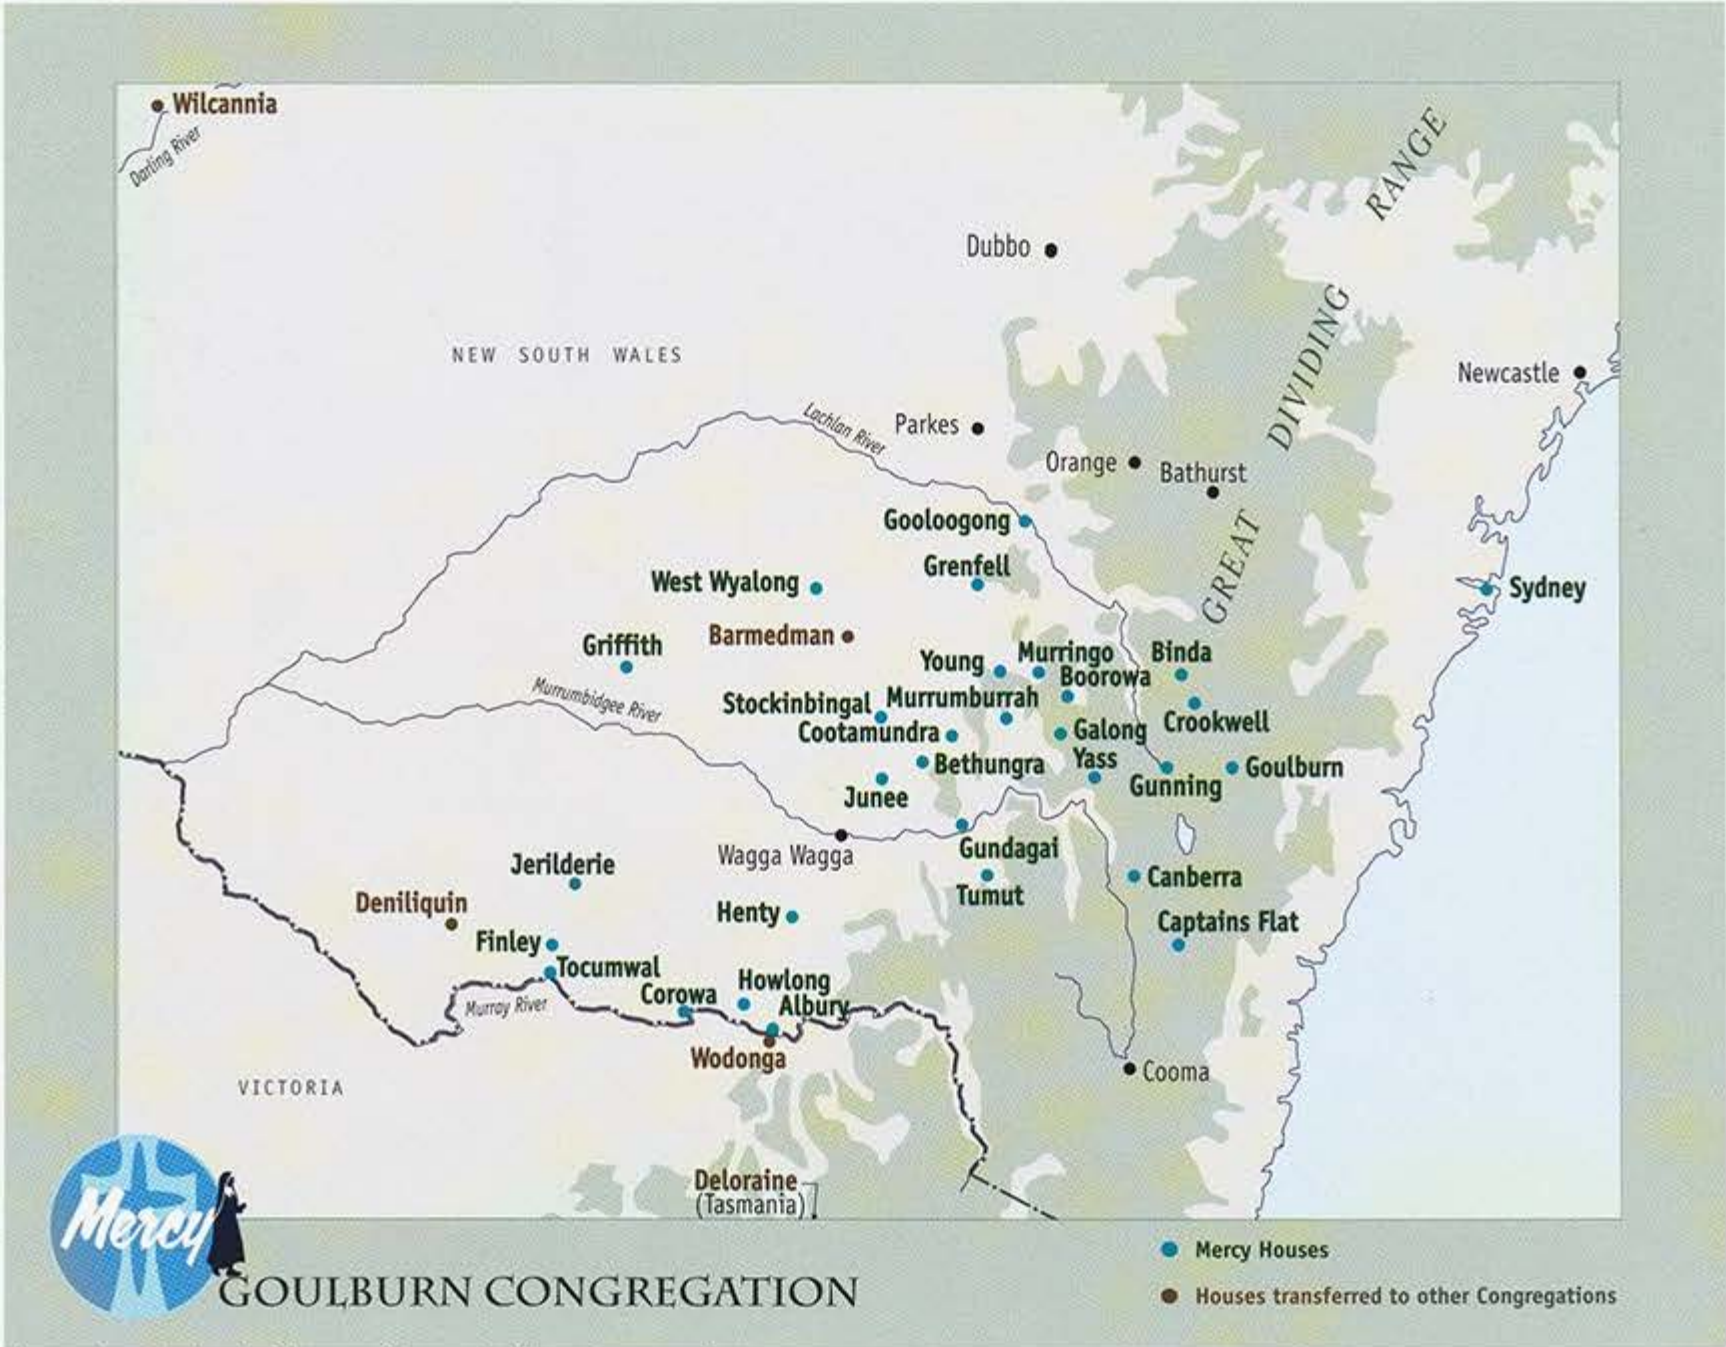 Wilcannia
Darling River
RANGE
Dubbo
DIVIDING
NEW SOUTH WALES
Newcastle
Lachlan River
Parkes
Orange
Bathurst
Gooloogong
GREAT
Grenfell
West Wyalong
Sydney
Barmedman
Griffith
Young
Murringo
Binda
Boorowa
Murrumbidgee River
Stockinbingal
Murrumburrah
Crookwell
Cootamundra
Galong
Yass
Bethungra
Goulburn
Gunning
Junee
Wagga Wagga
Gundagai
Jerilderie
Canberra
Tumut
Deniliquin
Henty
Captains Flat
Finley
Tocumwal
Howlong
Corowa
Albury
Murray River
Wodonga
Cooma
VICTORIA
Deloraine
(Tasmania)
Mercy
GOULBURN CONGREGATION
Mercy Houses
Houses transferred to other Congregations